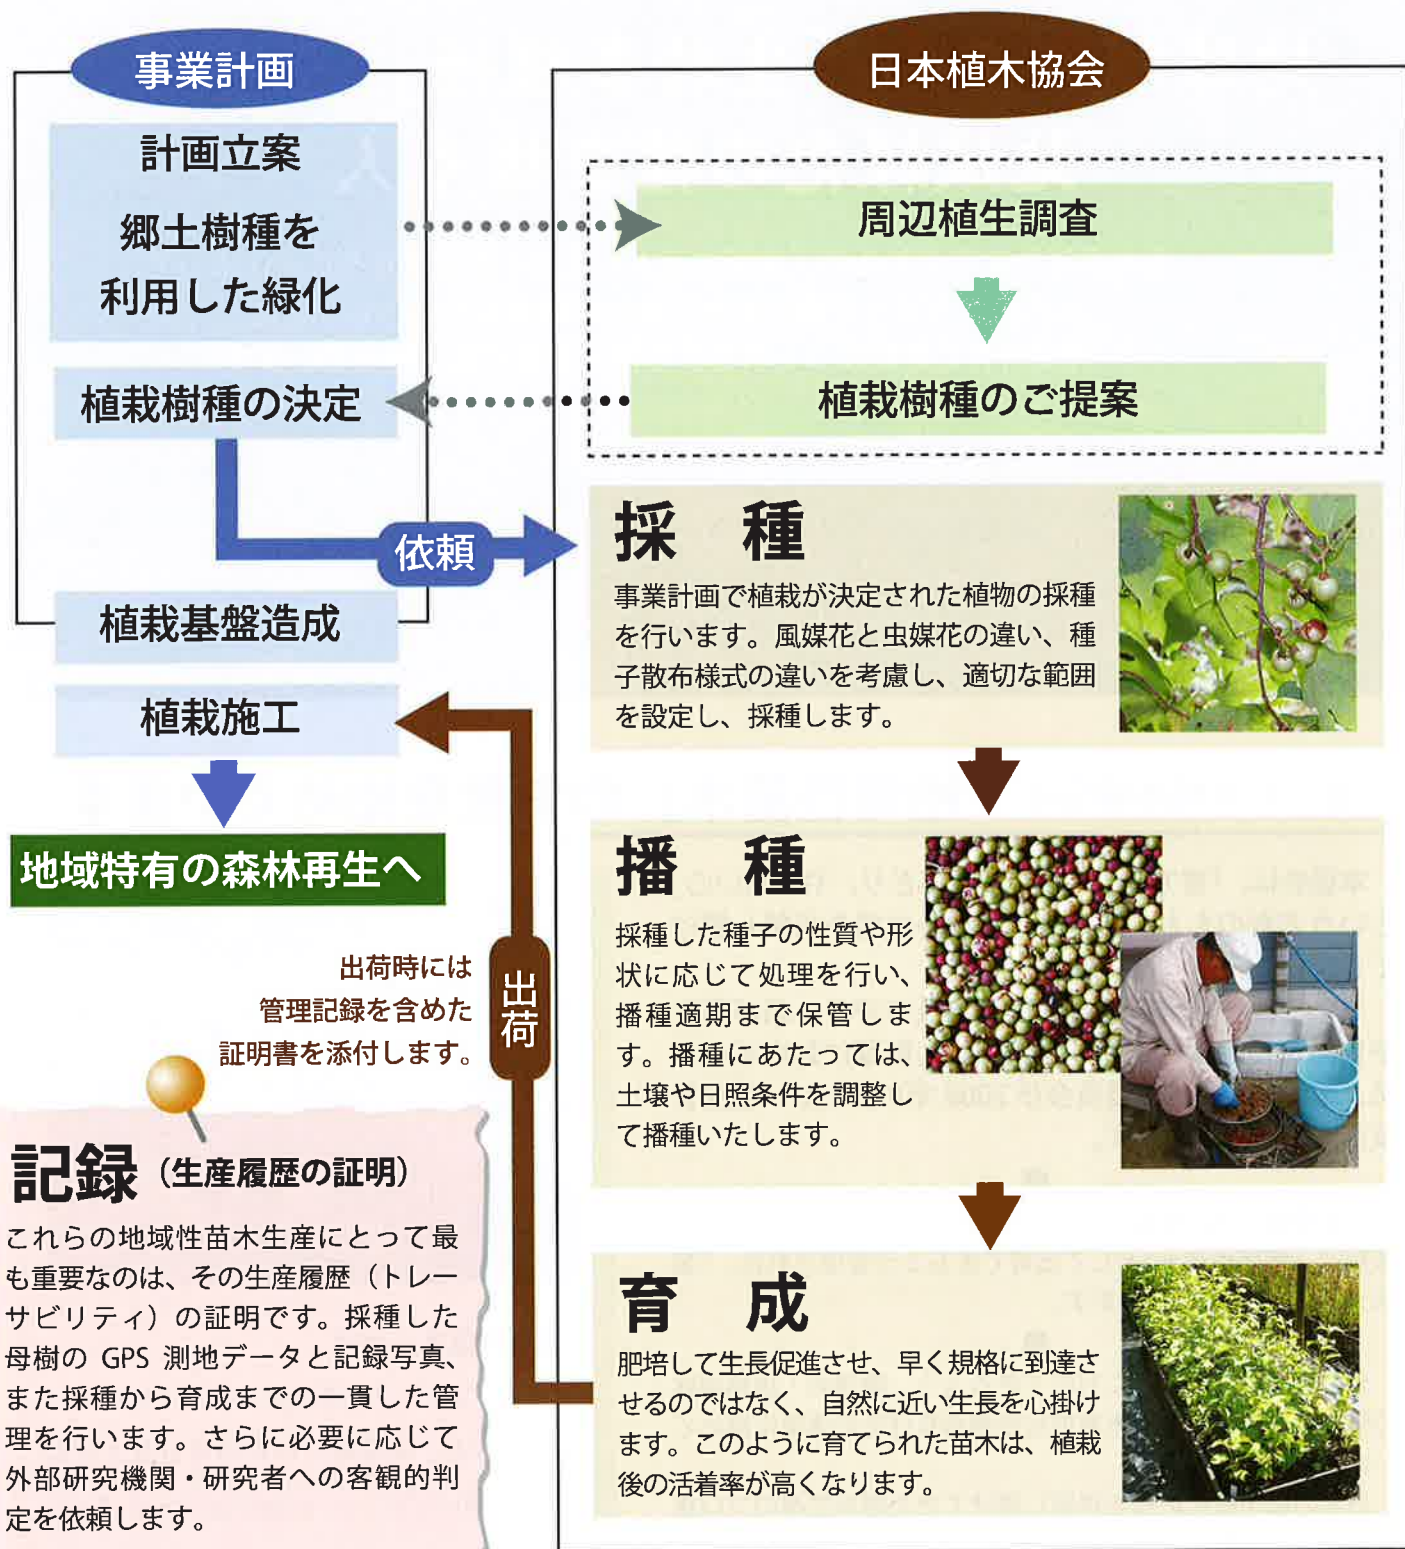 事業計画
計画立案
郷土樹種を
利用した緑化
植栽樹種の決定
依頼
植栽基盤造成
植栽施工
地域特有の森林再生へ
日本植木協会
周辺植生調査
植栽樹種のご提案
採 種
事業計画で植栽が決定された植物の採種
を行います。風媒花と虫媒花の違い、種
子散布様式の違いを考慮し、適切な範囲
を設定し、採種します。
播 種
採種した種子の性質や形
状に応じて処理を行い、
播種適期まで保管しま
す。播種にあたっては、
土壌や日照条件を調整し
て播種いたします。
育 成
肥培して生長促進させ、早く規格に到達さ
せるのではなく、自然に近い生長を心掛け
ます。このように育てられた苗木は、植栽
後の活着率が高くなります。
出荷
出荷時には
管理記録を含めた
証明書を添付します。
記録（生産履歴の証明）
これらの地域性苗木生産にとって最
も重要なのは、その生産履歴（トレー
サビリティ）の証明です。採種した
母樹の GPS 測地データと記録写真、
また採種から育成までの一貫した管
理を行います。さらに必要に応じて
外部研究機関・研究者への客観的判
定を依頼します。